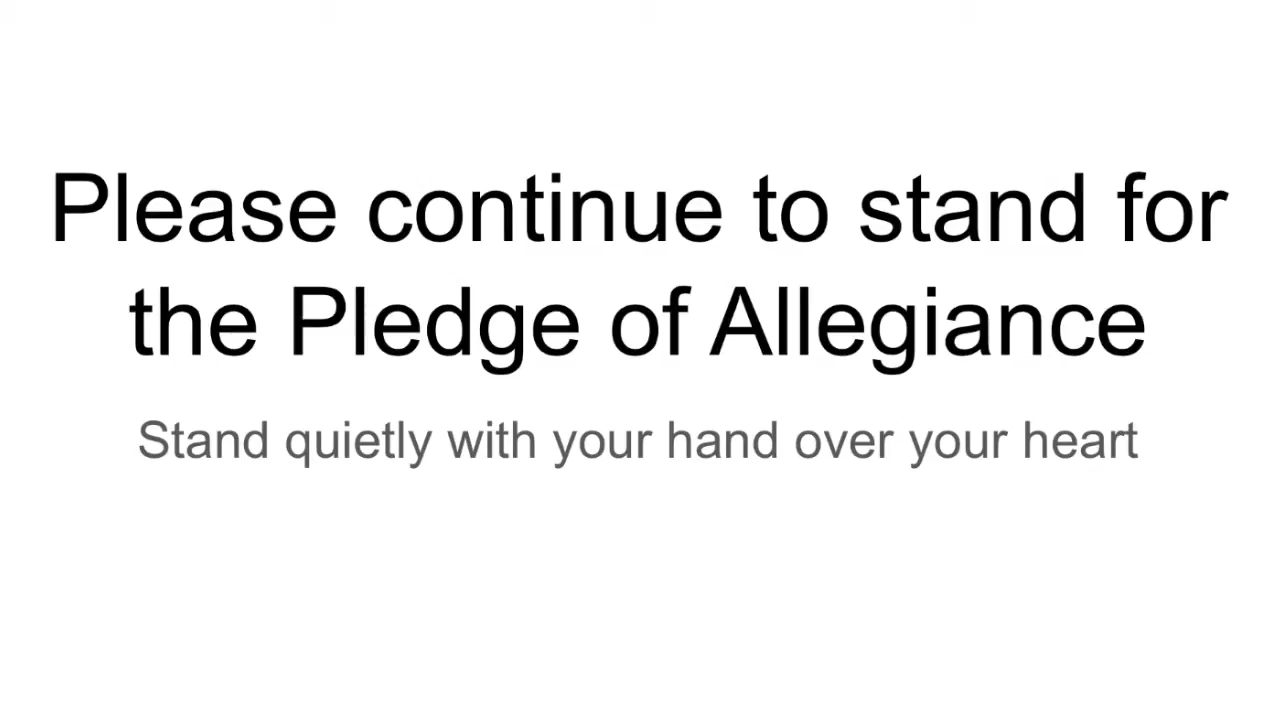 Please continue to stand for
the Pledge of Allegiance
Stand quietly with your hand over your heart